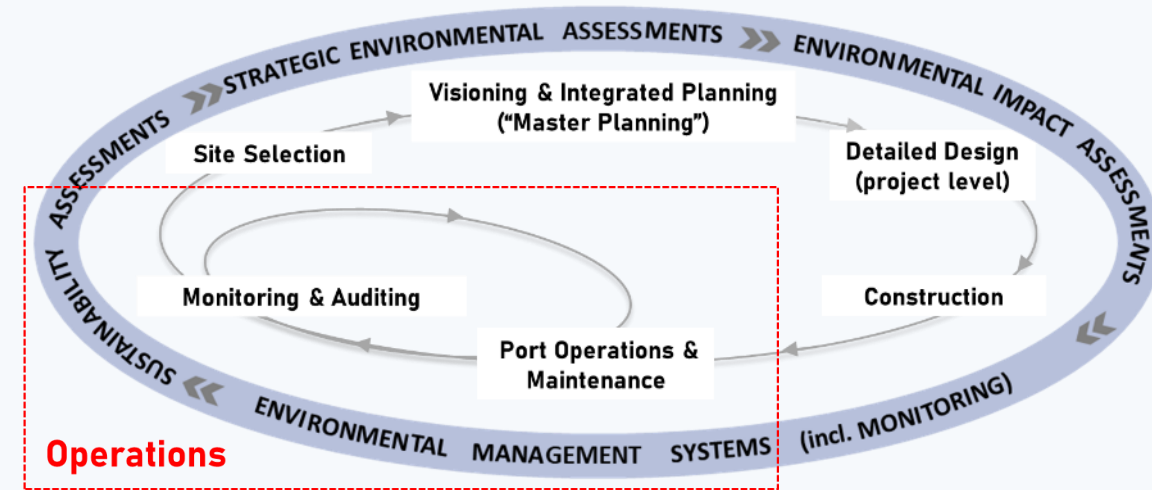 STRATEGIC ENVIRONMENTAL ASSESSMENTS
ENVIRONMENTAL IMPACT ASSESSMENTS
Visioning & Integrated Planning
(“Master Planning”)
Site Selection
Detailed Design
(project level)
Monitoring & Auditing
Construction
Port Operations &
Maintenance
ENVIRONMENTAL MANAGEMENT SYSTEMS (incl. MONITORING)
SUSTAINABILITY ASSESSMENTS
Operations